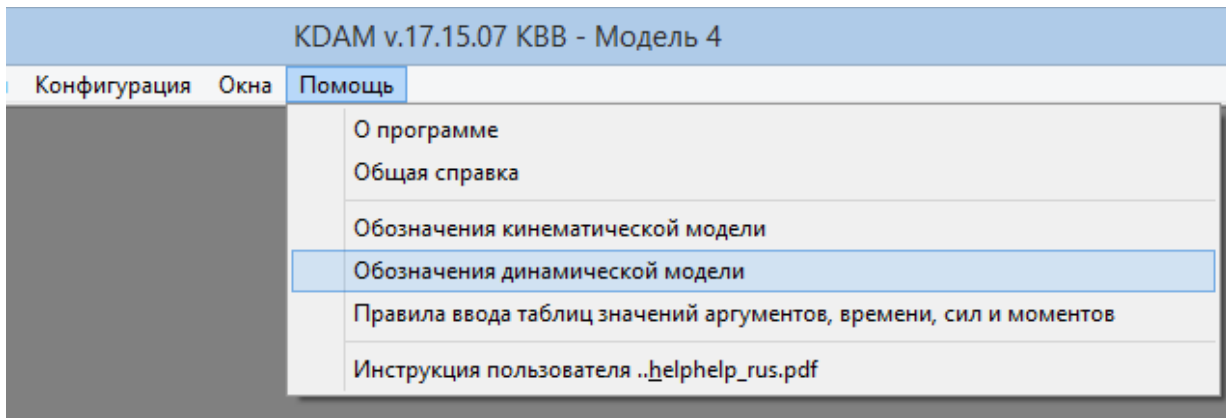 KDAM v.17.15.07 KBB - Модель 4
Конфигурация Окна Помощь
О программе
Общая справка
Обозначения кинематической модели
Обозначения динамической модели
Правила ввода таблиц значений аргументов, времени, сил и моментов
Инструкция пользователя ..helphelp_rus.pdf